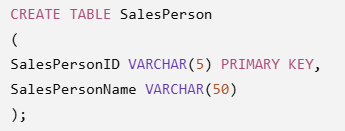 CREATE TABLE SalesPerson
(
SalesPersonID VARCHAR(5) PRIMARY KEY,
SalesPersonName VARCHAR(50)
);